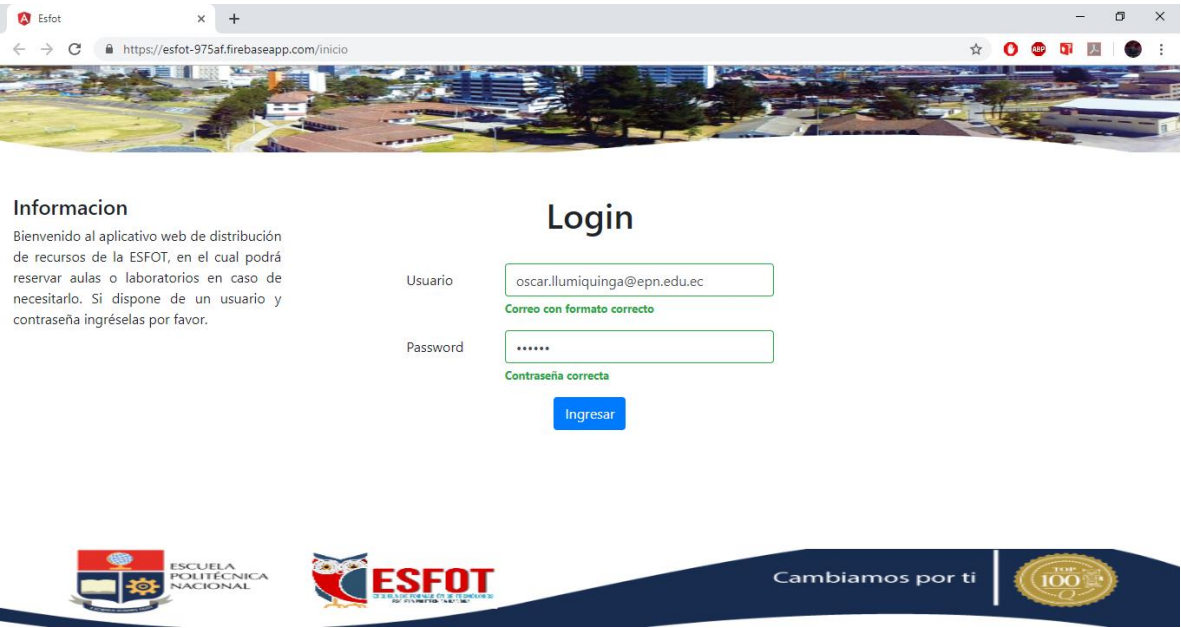 Esfot
https://esfot-975af.firebaseapp.com/inicio
ABP
Informacion
Bienvenido al aplicativo web de distribución
de recursos de la ESFOT, en el cual podrá
reservar aulas o laboratorios en caso de
necesitarlo. Si dispone de un usuario y
contraseña ingréselas por favor.
Login
Usuario
oscar.llumiquinga@epn.edu.ec
Correo con formato correcto
Password
••••••
Contraseña correcta
Ingresar
ESCUELA
POLITÉCNICA
NACIONAL
ESFOT
Cambiamos por ti
TOP
100
Q